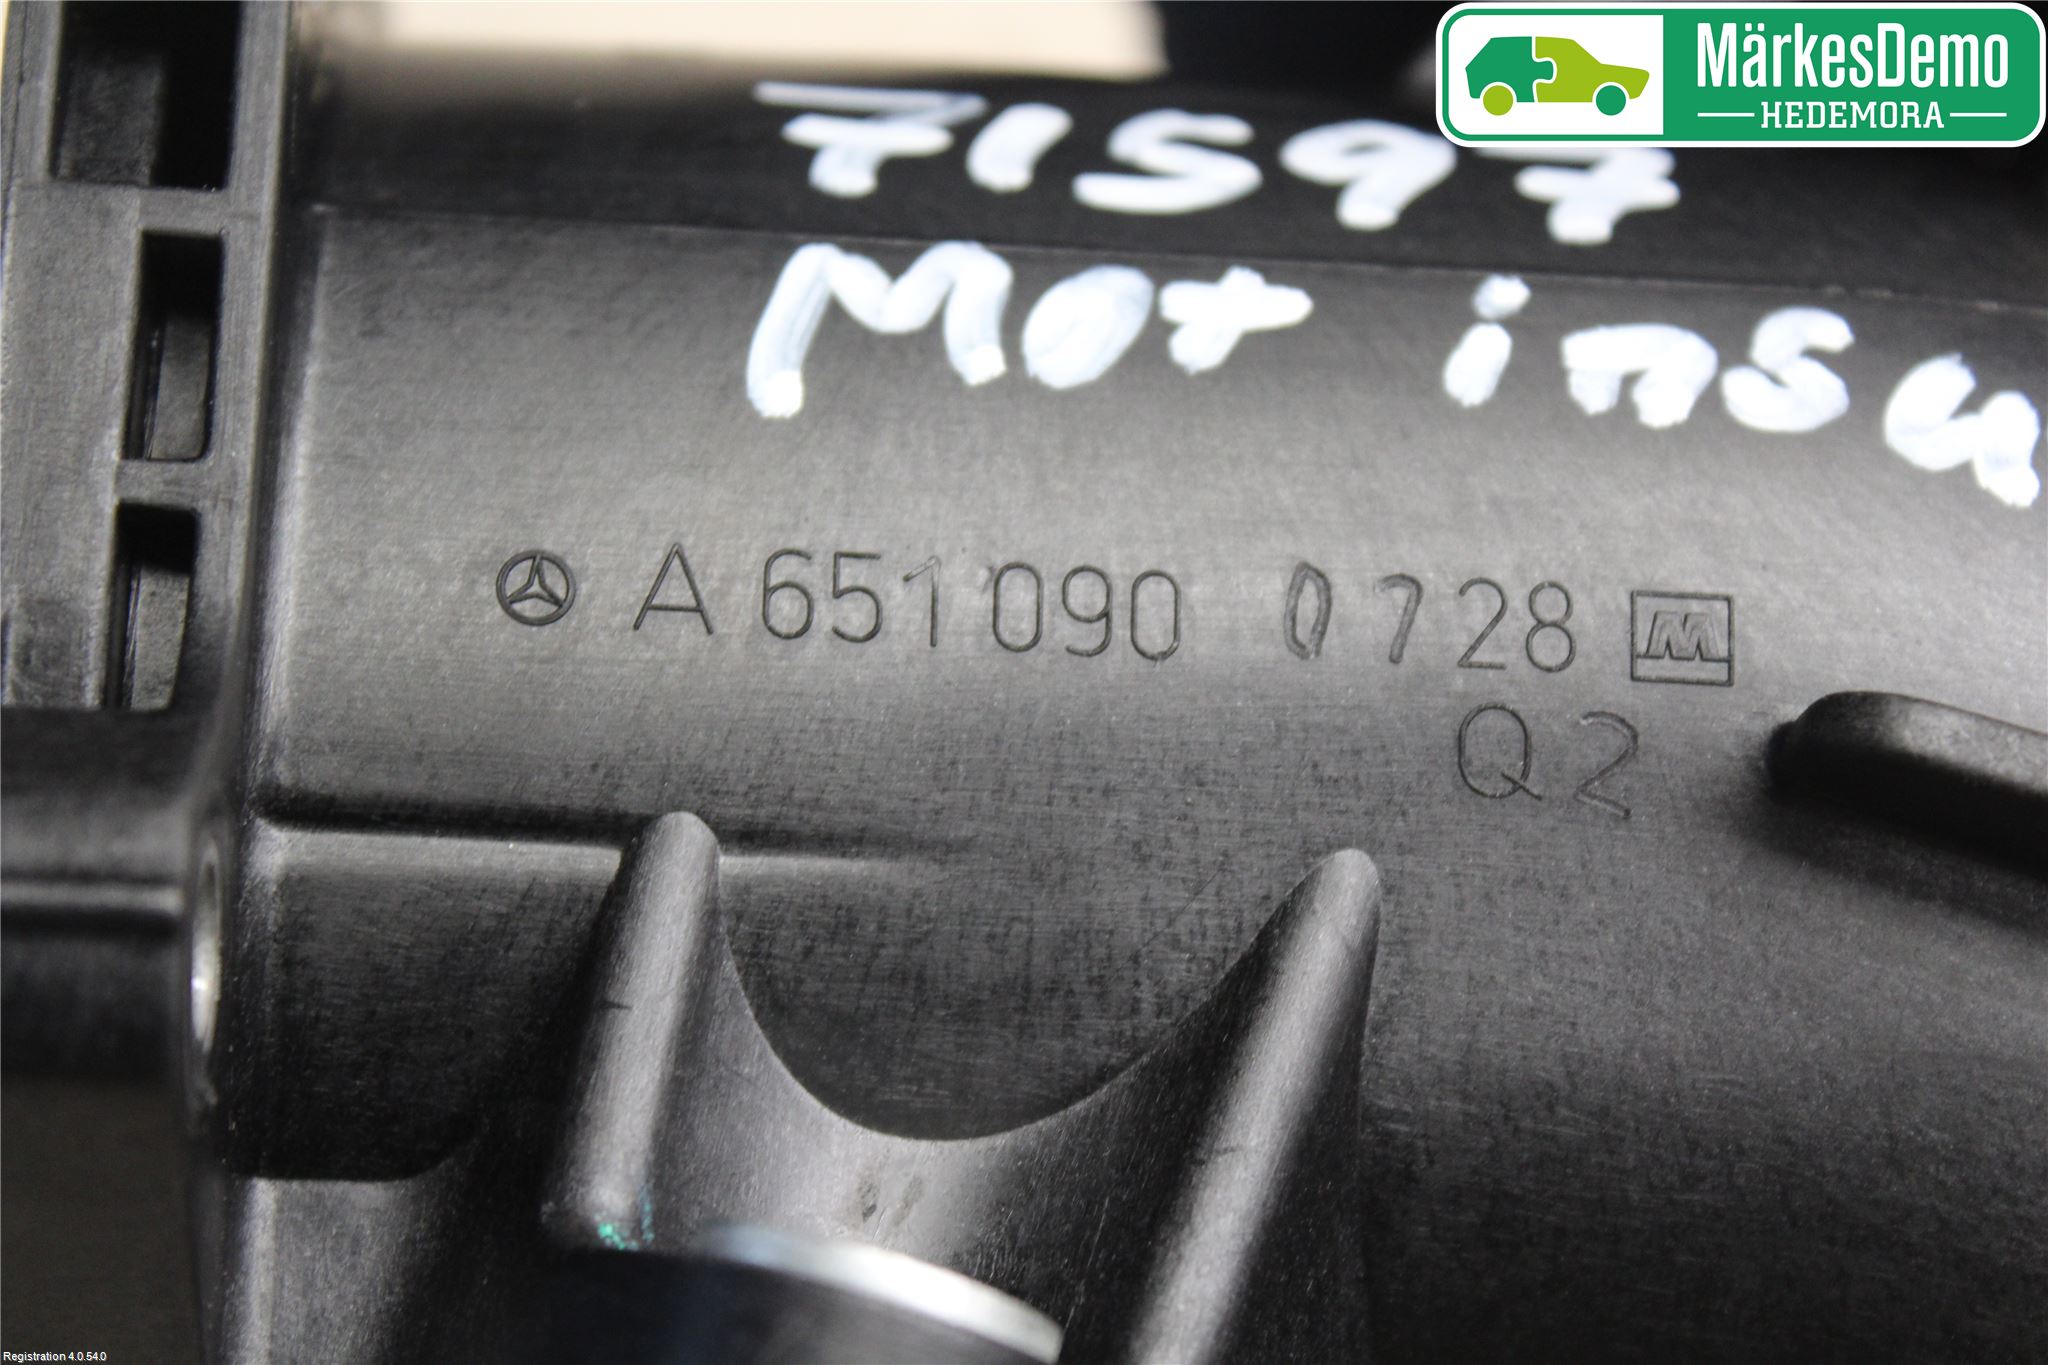 MärkesDemo
HEDEMORA
71597
Mot insu
A 651 090 0728 M
Q2
Registration 4.0.54.0